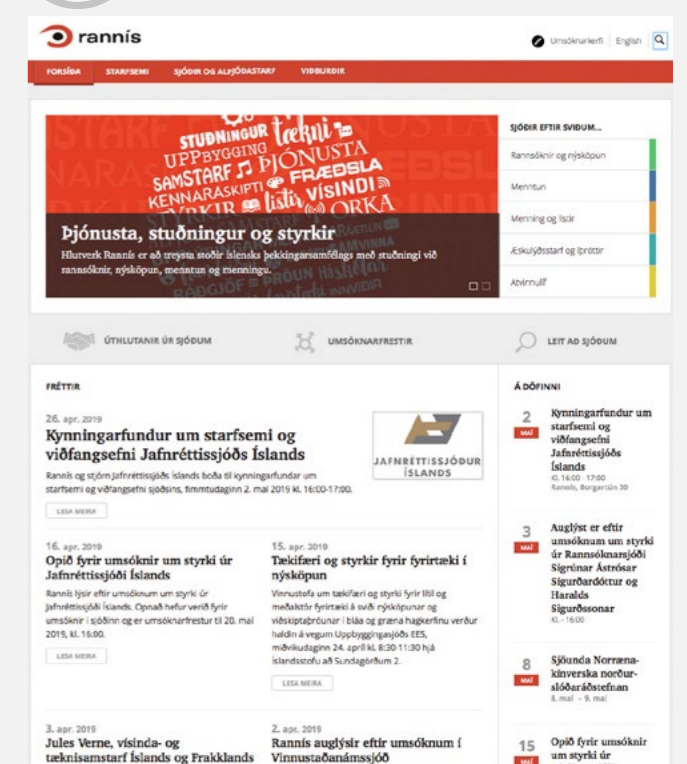 rannís
Umsóknarkerfi
English
FORSÍÐA
STARFSEMI
SJÓÐIR OG ALÞJÓÐASTARF
VIÐBURÐIR
STUÐNINGUR tækni
UPPBYGGING
ÞJÓNUSTA
SAMSTARF
FRÆÐSLA
KENNARASKIPTI
listir VÍSINDI
STYRKIR
ORKA
Þjónusta, stuðningur og styrkir
Hlutverk Rannís er að treysta stoðir íslensks þekkingarsamfélags með stuðningi við
rannsóknir, nýsköpun, menntun og menningu.
SJÓÐIR EFTIR SVIÐUM...
Rannsóknir og nýsköpun
Menntun
Menning og listir
Æskulýðsstarf og íþróttir
Atvinnulíf
ÚTHLUTANIR ÚR SJÓÐUM
UMSÓKNARFRESTIR
LEIT AÐ SJÓÐUM
FRÉTTIR
26. apr. 2019
Kynningarfundur um starfsemi og
viðfangsefni Jafnréttissjóðs Íslands
Rannís og stjórn Jafnréttissjóðs Íslands boða til kynningarfundar um
starfsemi og viðfangsefni sjóðsins, fimmtudaginn 2. maí 2019 kl. 16:00-17:00.
LESA MEIRA
JAFNRÉTTISSJÓÐUR
ÍSLANDS
16. apr. 2019
Opið fyrir umsóknir um styrki úr
Jafnréttissjóði Íslands
Rannís lýsir eftir umsóknum um styrki úr
Jafnréttissjóði Íslands. Opnað hefur verið fyrir
umsóknir í sjóðinn og er umsóknarfrestur til 20. maí
2019, kl. 16:00.
LESA MEIRA
15. apr. 2019
Tækifæri og styrkir fyrir fyrirtæki í
nýsköpun
Vinnustofa um tækifæri og styrki fyrir lítil og
meðalstór fyrirtæki á sviði nýsköpunar og
viðskiptaþróunar í bláa og græna hagkerfinu verður
haldin á vegum Uppbyggingasjóðs EES,
miðvikudaginn 24. apríl kl. 8:30-11:30 hjá
Íslandsstofu að Sundagörðum 2.
LESA MEIRA
3. apr. 2019
Jules Verne, vísinda- og
tæknisamstarf Íslands og Frakklands
2. apr. 2019
Rannís auglýsir eftir umsóknum í
Vinnustaðanámssjóð
Á DÖFINNI
2
MAÍ
Kynningarfundur um
starfsemi og
viðfangsefni
Jafnréttissjóðs
Íslands
Kl. 16:00 - 17:00
Rannís, Borgartún 30
3
MAÍ
Auglýst er eftir
umsóknum um styrki
úr Rannsóknarsjóði
Sigrúnar Ástrósar
Sigurðardóttur og
Haralds
Sigurðssonar
Kl. - 16:00
8
MAÍ
Sjöunda Norræna-
kínverska norður-
slóðaráðstefnan
8. maí - 9. maí
15
MAÍ
Opið fyrir umsóknir
um styrki úr